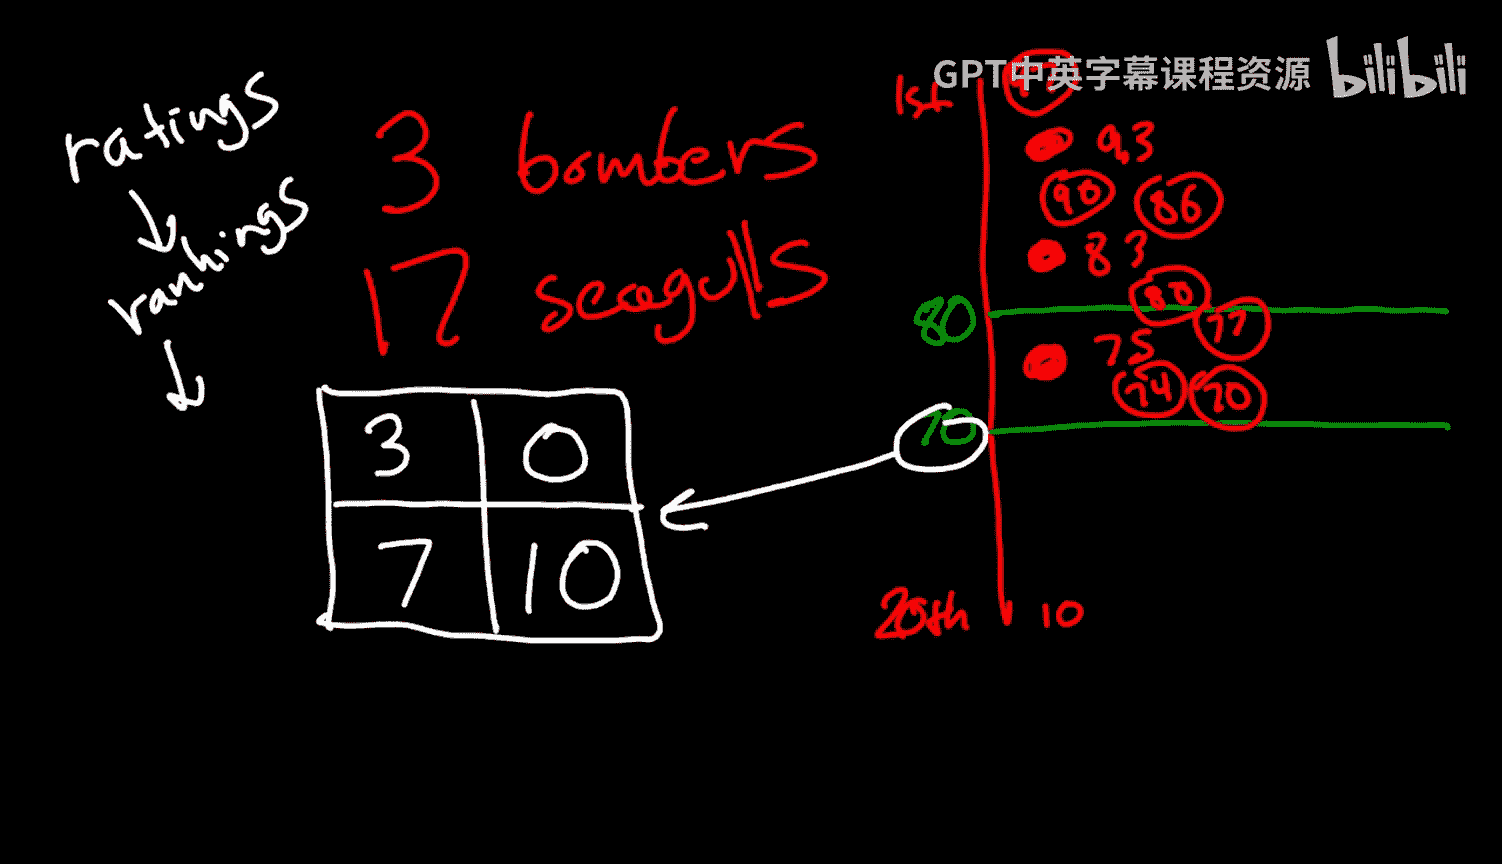 GPT中英字幕课程资源 bilibili
ratings
rankings
3 bombers
17 seagulls
3 0
7 10
1st
93
90 86
83
80
80
77
75
74 70
70
20th 10